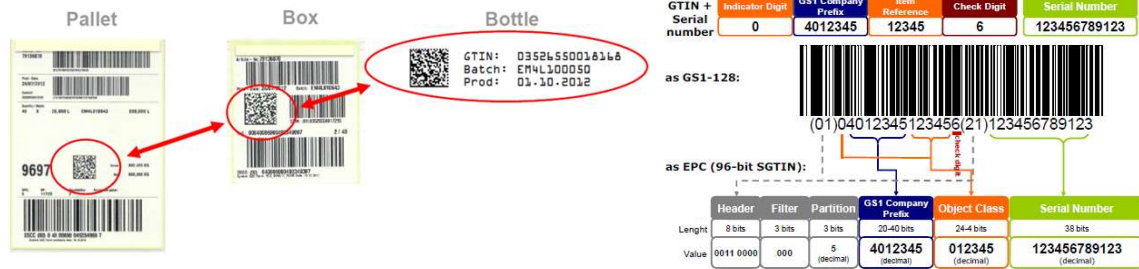 Pallet
Box
Bottle
GTIN: 03526550018168
Batch: EM4L100050
Prod: 01.10.2012
9697
GTIN +
Serial
number
Indicator Digit
GS1 Company
Prefix
Item
Reference
Check Digit
Serial Number
0
4012345
12345
6
123456789123
as GS1-128:
(01)04012345123456(21)123456789123
check digit
as EPC (96-bit SGTIN):
Header
Filter
Partition
GS1 Company
Prefix
Object Class
Serial Number
Lenght
8 bits
3 bits
3 bits
20-40 bits
24-4 bits
38 bits
Value
0011 0000
000
5
(decimal)
4012345
(decimal)
012345
(decimal)
123456789123
(decimal)